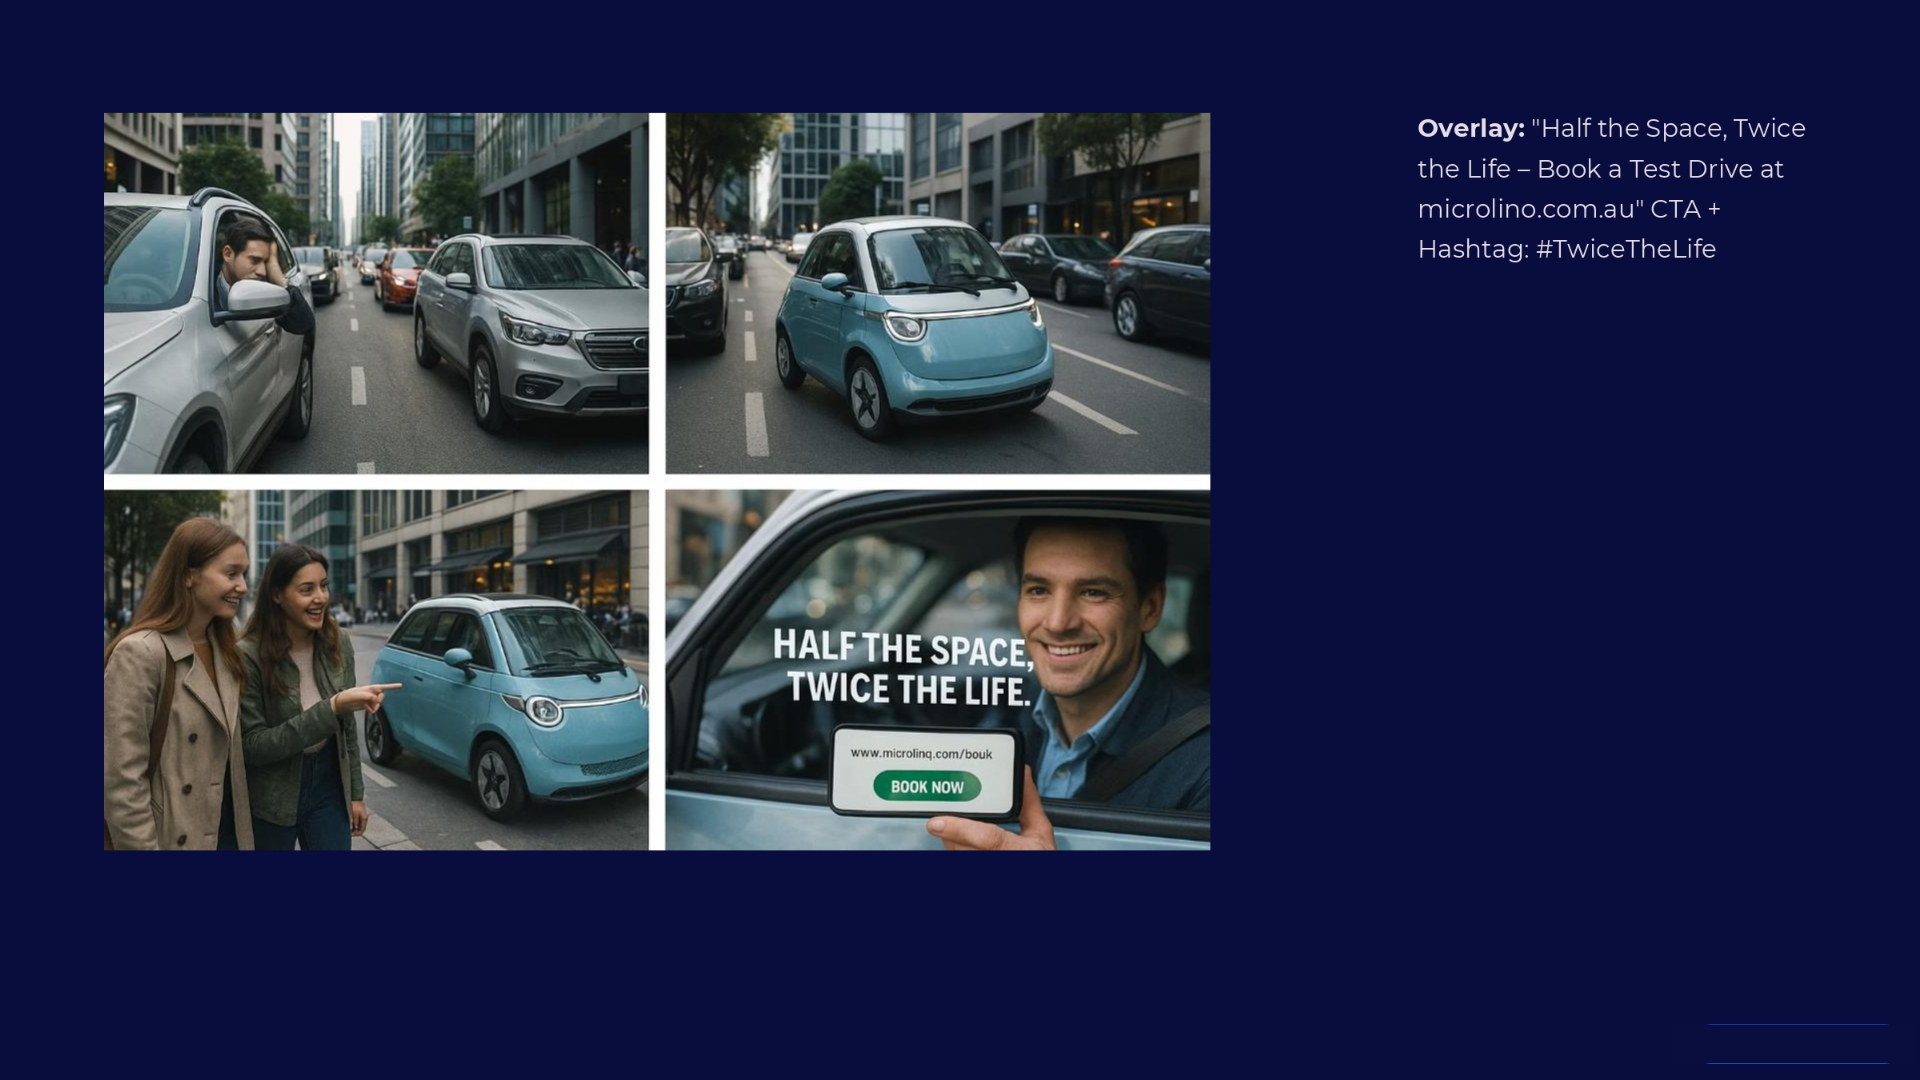 HALF THE SPACE,
TWICE THE LIFE.
www.microlinq.com/bouk
BOOK NOW
Overlay: "Half the Space, Twice
the Life – Book a Test Drive at
microlino.com.au" CTA +
Hashtag: #TwiceTheLife